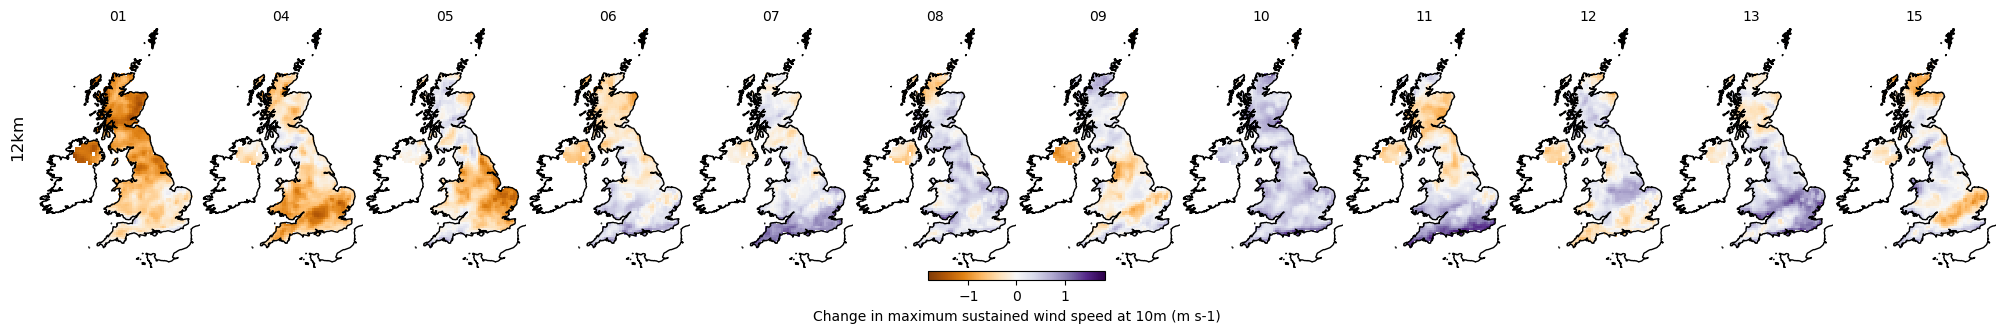 01 04 05 06 07 08 09 10 11 12 13 15
12km
−1 0 1
Change in maximum sustained wind speed at 10m (m s-1)